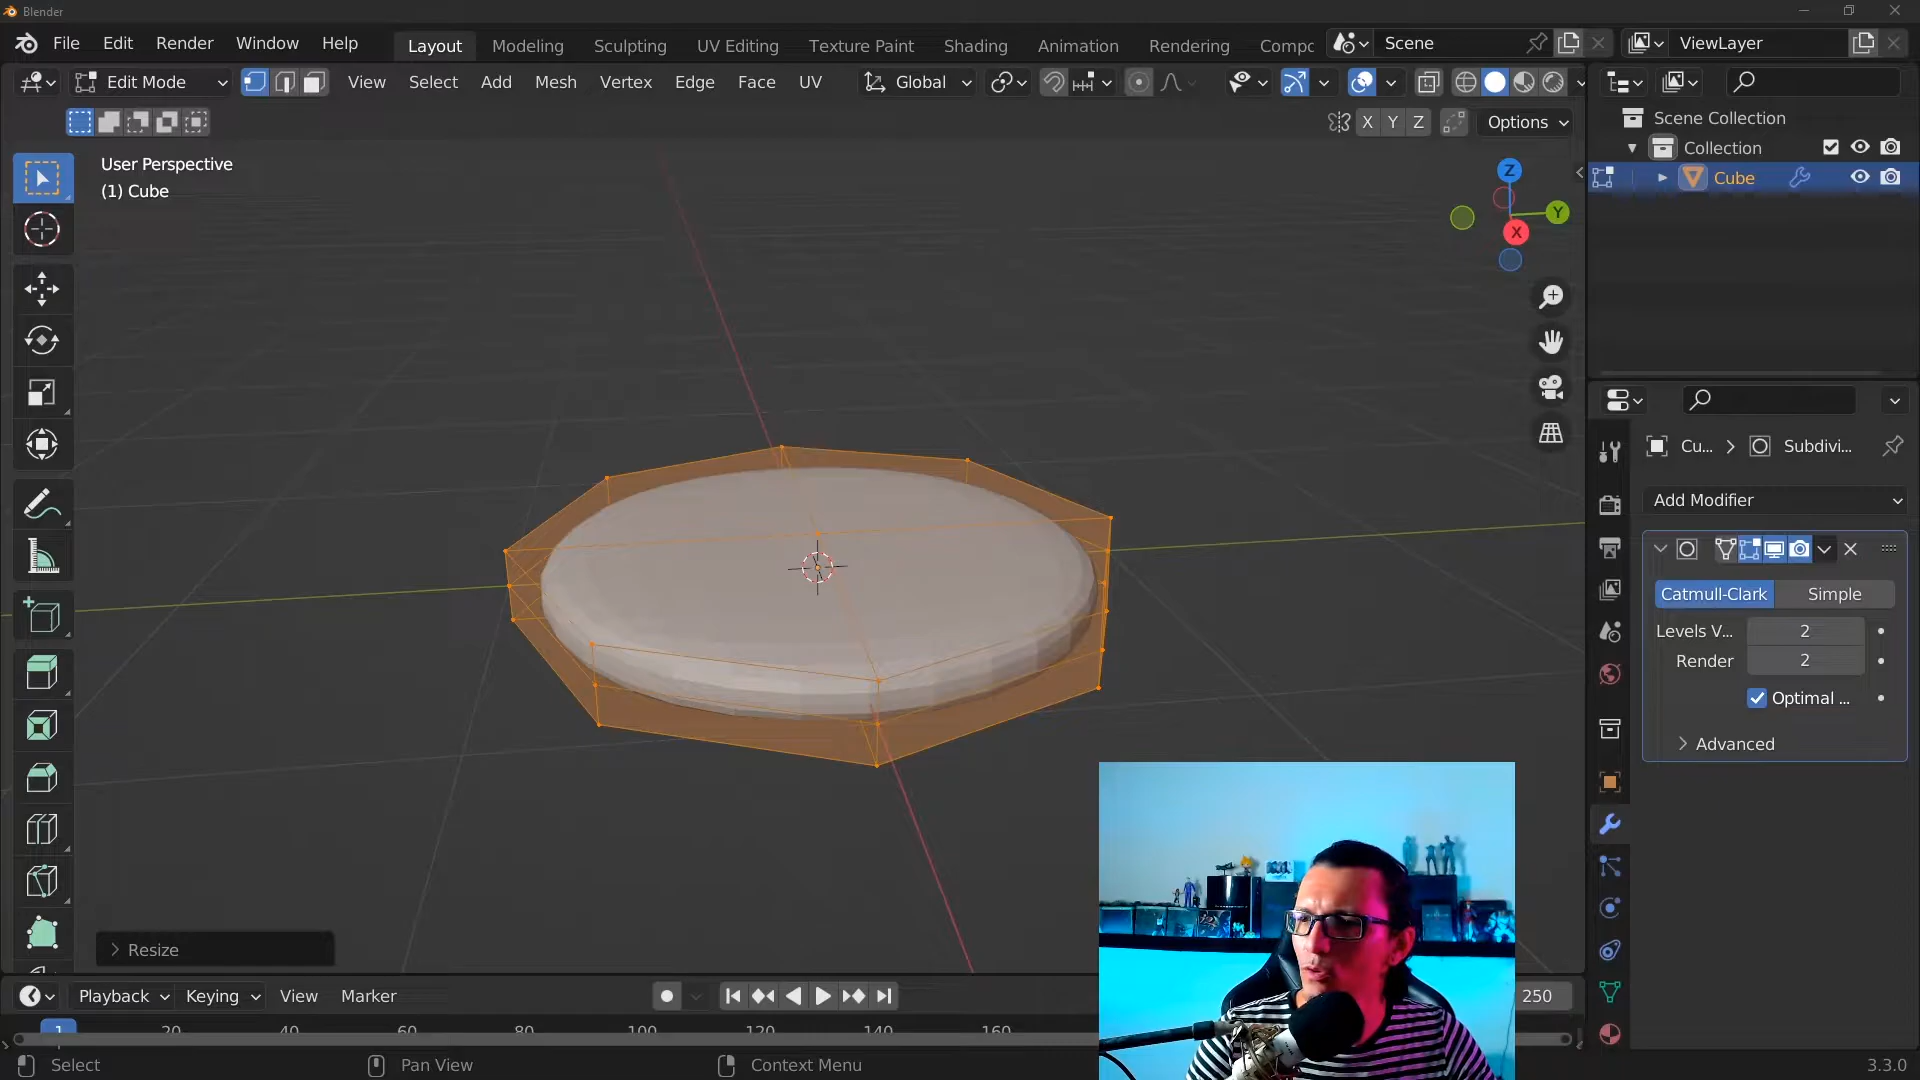 Blender
File Edit Render Window Help Layout Modeling Sculpting UV Editing Texture Paint Shading Animation Rendering Compc Scene ViewLayer
Edit Mode View Select Add Mesh Vertex Edge Face UV Global
X Y Z Options
User Perspective
(1) Cube
Z
Y
X
Scene Collection
Collection
Cube
Cu... Subdivi...
Add Modifier
Catmull-Clark Simple
Levels V... 2
Render 2
Optimal ...
Advanced
Resize
Playback Keying View Marker 250
1 20 40 60 80 100 120 140 160
Select Pan View Context Menu 3.3.0